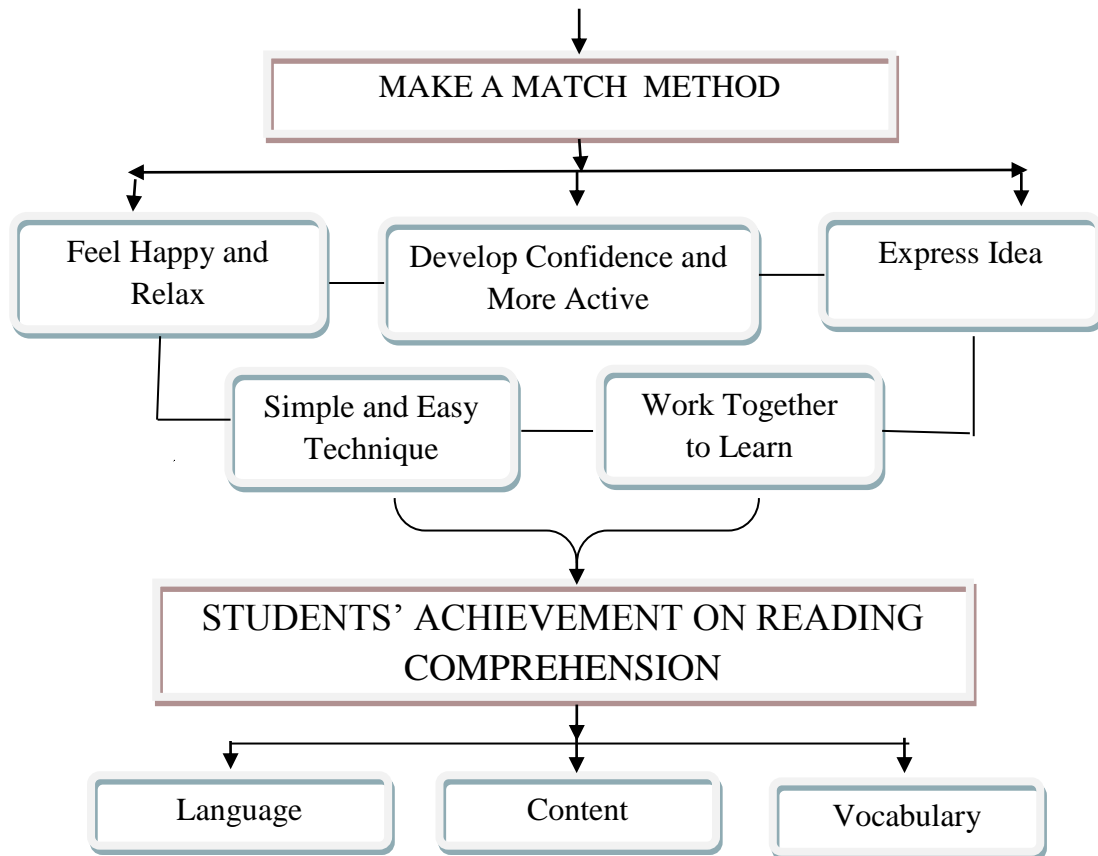 MAKE A MATCH METHOD
Feel Happy and
Relax
Develop Confidence and
More Active
Express Idea
Simple and Easy
Technique
Work Together
to Learn
STUDENTS’ ACHIEVEMENT ON READING
COMPREHENSION
Language
Content
Vocabulary